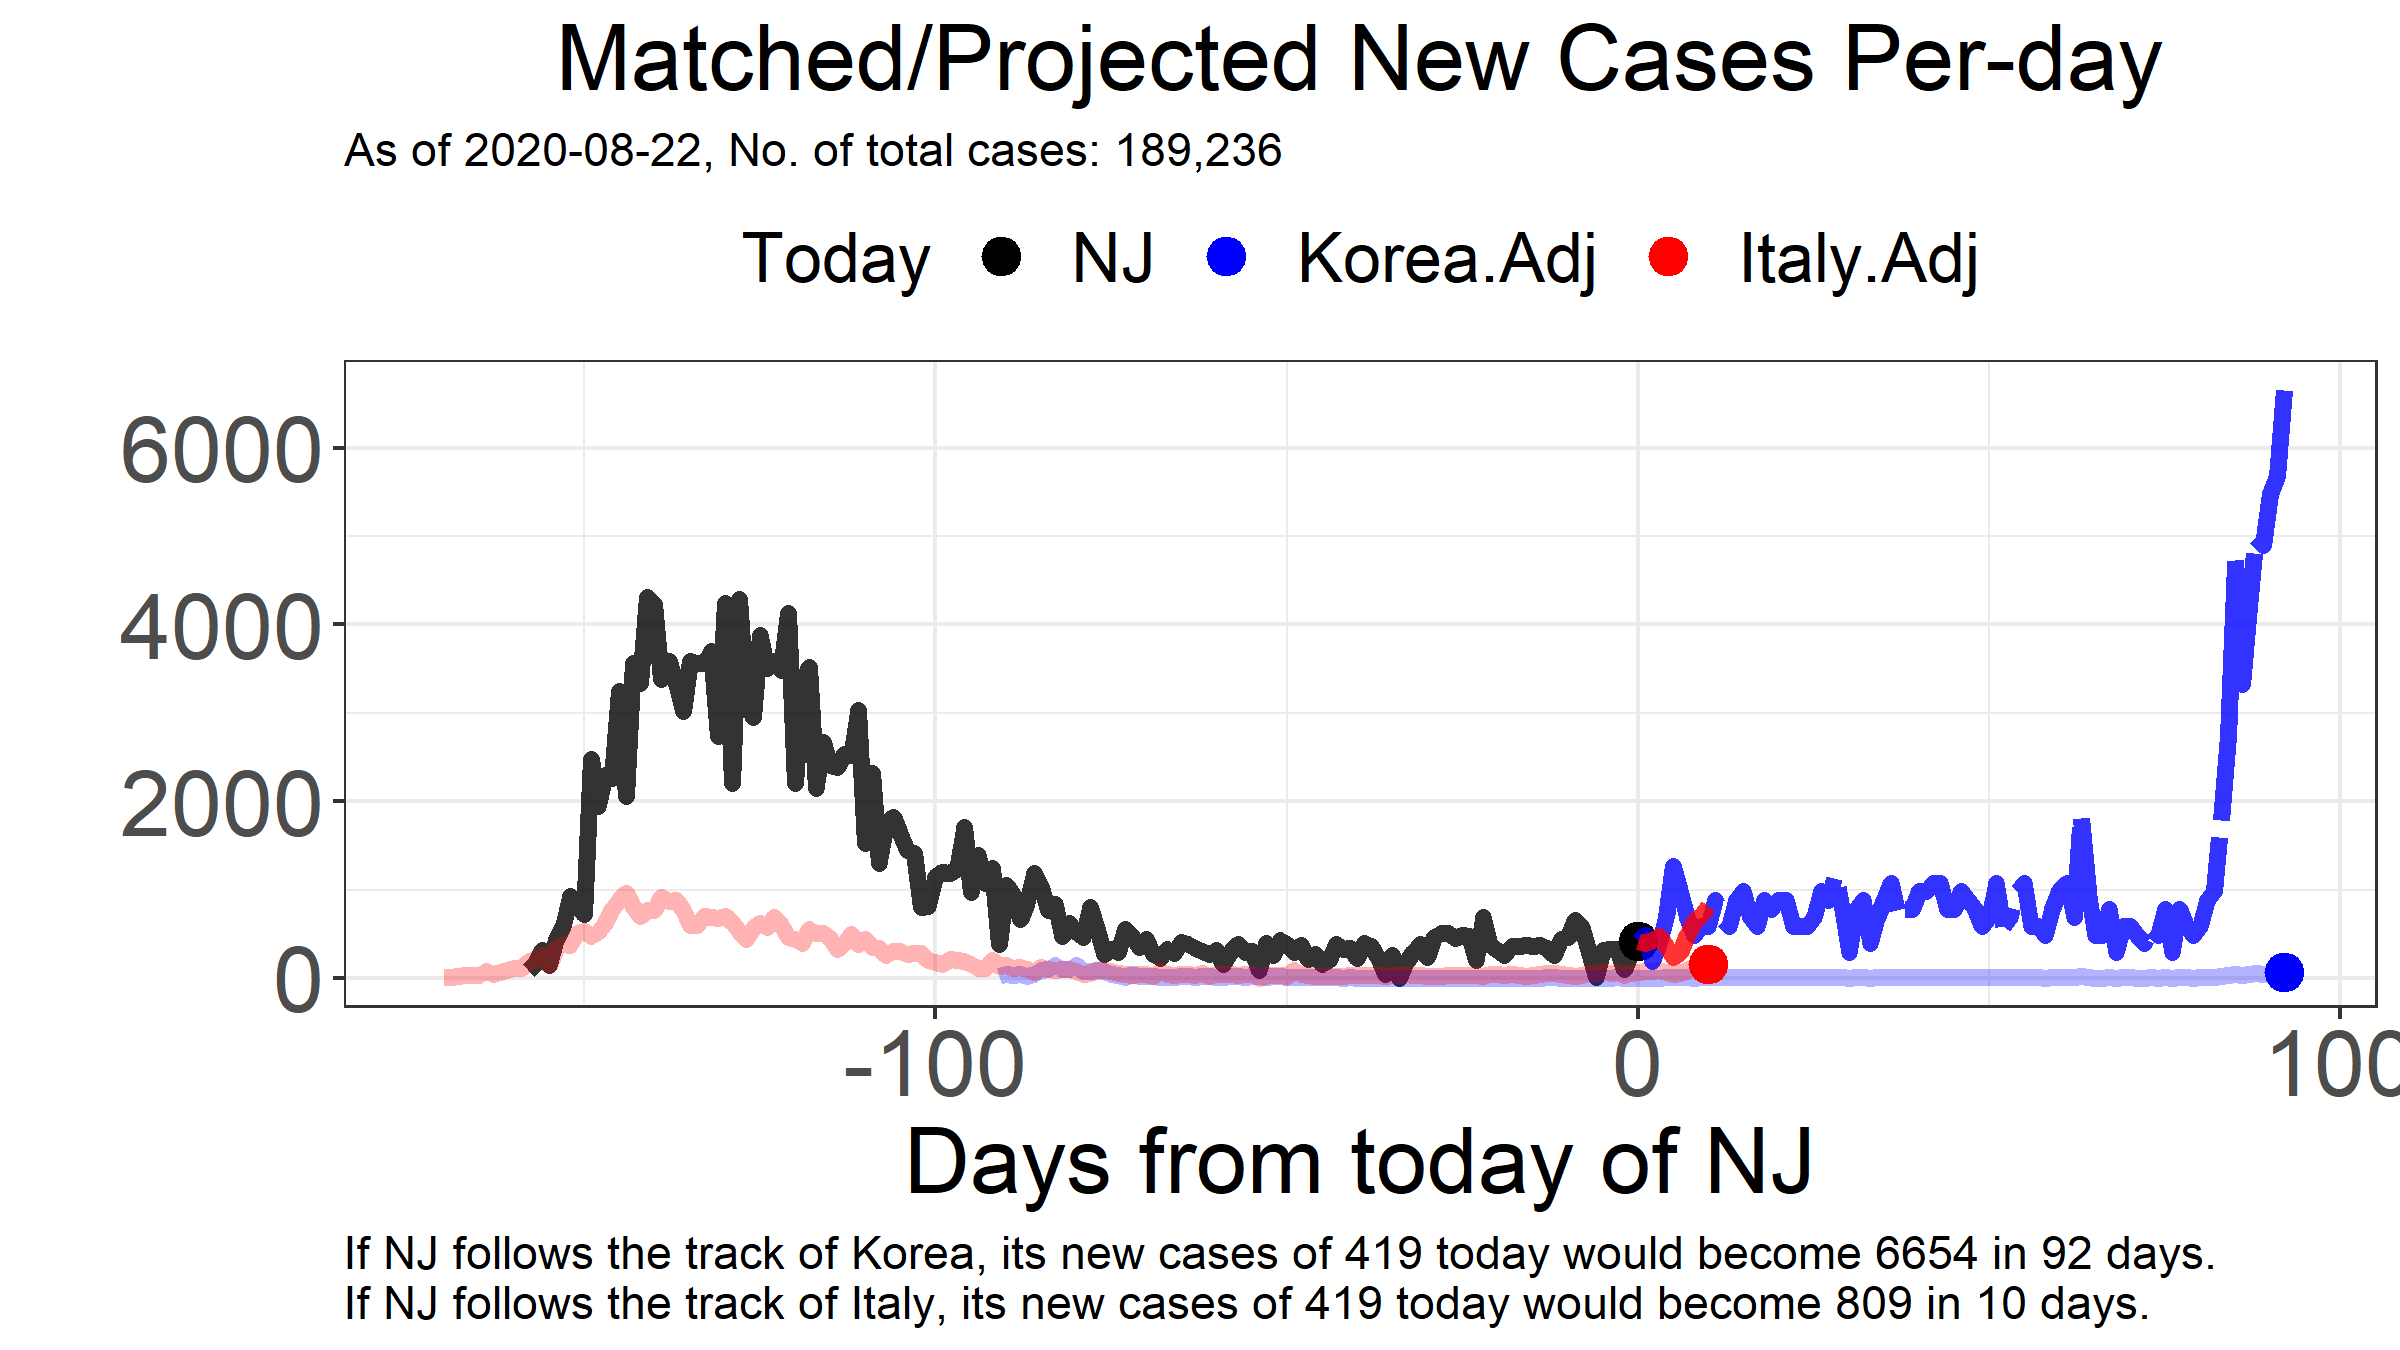 Matched/Projected New Cases Per-day
As of 2020-08-22, No. of total cases: 189,236
Today NJ Korea.Adj Italy.Adj
6000
4000
2000
0
-100 0 100
Days from today of NJ
If NJ follows the track of Korea, its new cases of 419 today would become 6654 in 92 days.
If NJ follows the track of Italy, its new cases of 419 today would become 809 in 10 days.